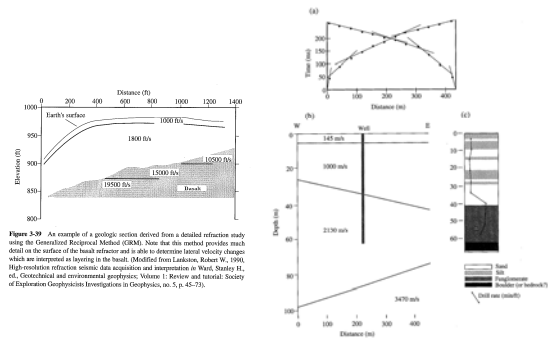 Distance (ft)
0 200 400 600 800 1000 1200 1400
1000
950
900
850
800
Elevation (ft)
Earth's surface
1000 ft/s
1800 ft/s
10500 ft/s
15000 ft/s
19500 ft/s
Basalt
Figure 3-39 An example of a geologic section derived from a detailed refraction study
using the Generalized Reciprocal Method (GRM). Note that this method provides much
detail on the surface of the basalt refractor and is able to determine lateral velocity changes
which are interpreted as layering in the basalt. (Modified from Lankston, Robert W., 1990,
High-resolution refraction seismic data acquisition and interpretation in Ward, Stanley H.,
ed., Geotechnical and environmental geophysics; Volume 1: Review and tutorial: Society
of Exploration Geophysicists Investigations in Geophysics, no. 5, p. 45–73).
(a)
200
150
100
50
0
Time (ms)
0 100 200 300 400
Distance (m)
(b)
W Well E
0
20
40
60
80
100
Depth (m)
145 m/s
1000 m/s
2150 m/s
3470 m/s
0 100 200 300 400
Distance (m)
(c)
0
10
20
30
40
50
60
Sand
Silt
Fanglomerate
Boulder (or bedrock?)
Drill rate (min/ft)